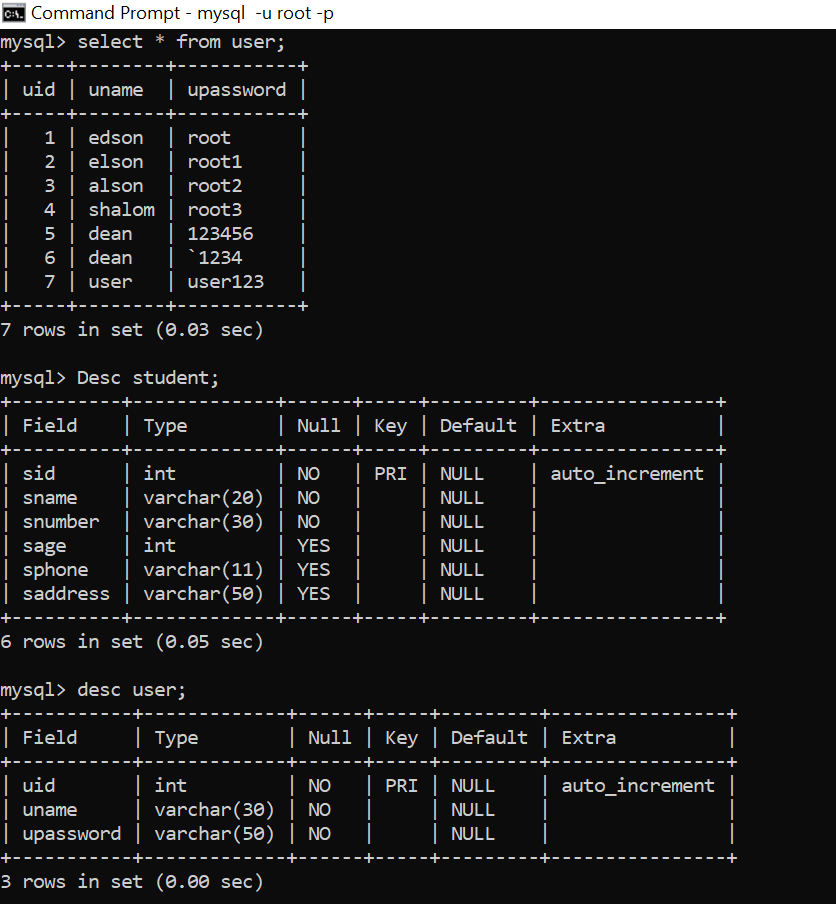 Command Prompt - mysql  -u root -p
mysql> select * from user;
+-----+--------+-----------+
| uid | uname  | upassword |
+-----+--------+-----------+
|   1 | edson  | root      |
|   2 | elson  | root1     |
|   3 | alson  | root2     |
|   4 | shalom | root3     |
|   5 | dean   | 123456    |
|   6 | dean   | `1234     |
|   7 | user   | user123   |
+-----+--------+-----------+
7 rows in set (0.03 sec)
mysql> Desc student;
+----------+-------------+------+-----+---------+----------------+
| Field    | Type        | Null | Key | Default | Extra          |
+----------+-------------+------+-----+---------+----------------+
| sid      | int         | NO   | PRI | NULL    | auto_increment |
| sname    | varchar(20) | NO   |     | NULL    |                |
| snumber  | varchar(30) | NO   |     | NULL    |                |
| sage     | int         | YES  |     | NULL    |                |
| sphone   | varchar(11) | YES  |     | NULL    |                |
| saddress | varchar(50) | YES  |     | NULL    |                |
+----------+-------------+------+-----+---------+----------------+
6 rows in set (0.05 sec)
mysql> desc user;
+-----------+-------------+------+-----+---------+----------------+
| Field     | Type        | Null | Key | Default | Extra          |
+-----------+-------------+------+-----+---------+----------------+
| uid       | int         | NO   | PRI | NULL    | auto_increment |
| uname     | varchar(30) | NO   |     | NULL    |                |
| upassword | varchar(50) | NO   |     | NULL    |                |
+-----------+-------------+------+-----+---------+----------------+
3 rows in set (0.00 sec)